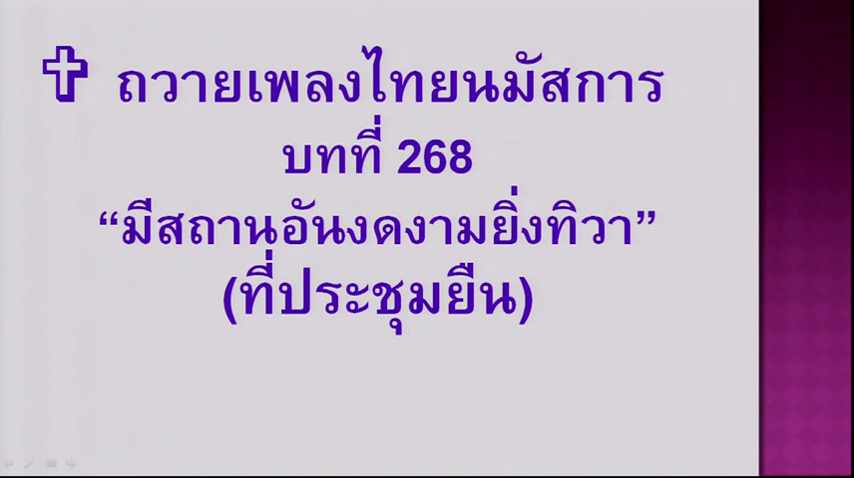 ✞ ถวายเพลงไทยนมัสการ
บทที่ 268
“มีสถานอันงดงามยิ่งทิวา”
(ที่ประชุมยืน)